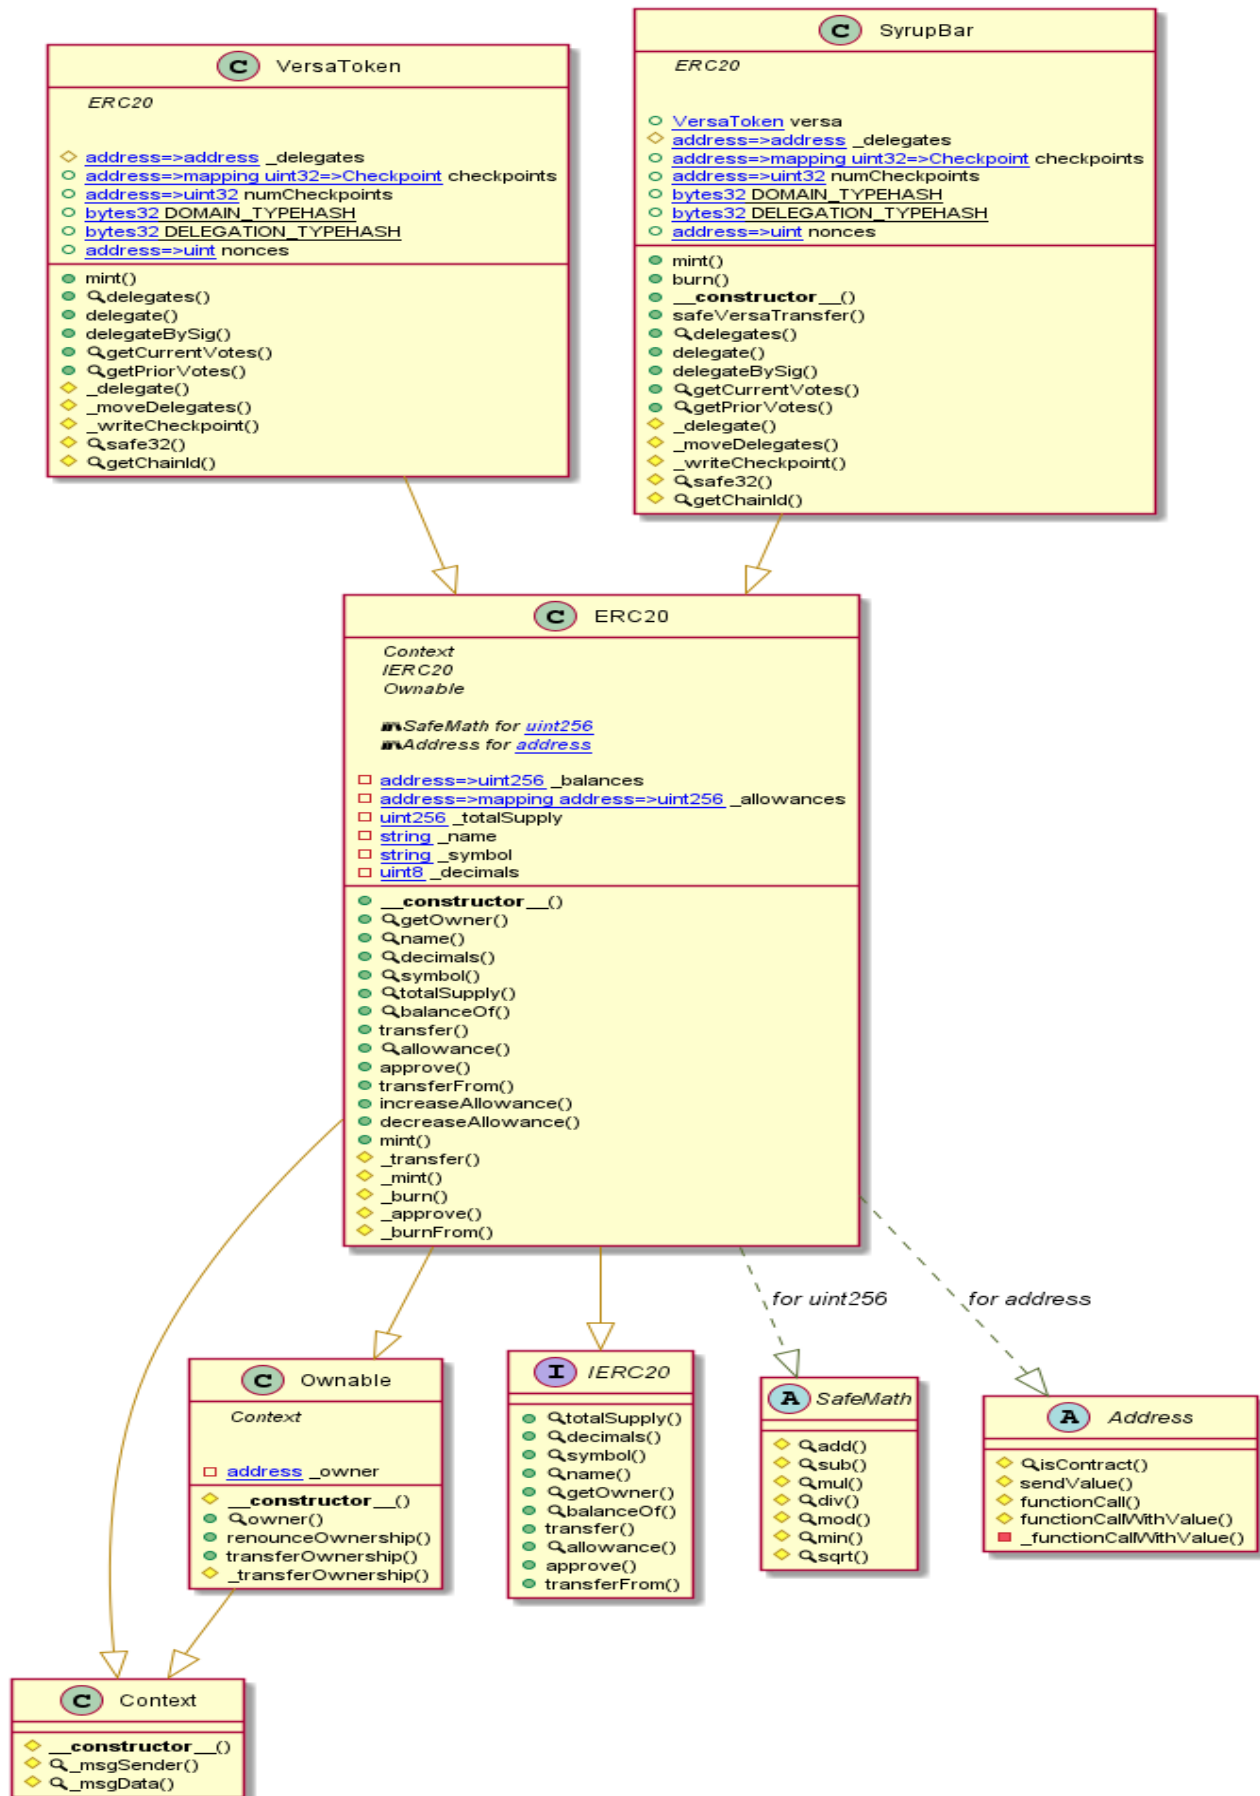 C VersaToken
ERC20
address=>address _delegates
address=>mapping uint32=>Checkpoint checkpoints
address=>uint32 numCheckpoints
bytes32 DOMAIN_TYPEHASH
bytes32 DELEGATION_TYPEHASH
address=>uint nonces
mint()
delegates()
delegate()
delegateBySig()
getCurrentVotes()
getPriorVotes()
_delegate()
_moveDelegates()
_writeCheckpoint()
safe32()
getChainId()
C SyrupBar
ERC20
VersaToken versa
address=>address _delegates
address=>mapping uint32=>Checkpoint checkpoints
address=>uint32 numCheckpoints
bytes32 DOMAIN_TYPEHASH
bytes32 DELEGATION_TYPEHASH
address=>uint nonces
mint()
burn()
__constructor__()
safeVersaTransfer()
delegates()
delegate()
delegateBySig()
getCurrentVotes()
getPriorVotes()
_delegate()
_moveDelegates()
_writeCheckpoint()
safe32()
getChainId()
C ERC20
Context
IERC20
Ownable
SafeMath for uint256
Address for address
address=>uint256 _balances
address=>mapping address=>uint256 _allowances
uint256 _totalSupply
string _name
string _symbol
uint8 _decimals
__constructor__()
getOwner()
name()
decimals()
symbol()
totalSupply()
balanceOf()
transfer()
allowance()
approve()
transferFrom()
increaseAllowance()
decreaseAllowance()
mint()
_transfer()
_mint()
_burn()
_approve()
_burnFrom()
for uint256
for address
C Ownable
Context
address _owner
__constructor__()
owner()
renounceOwnership()
transferOwnership()
_transferOwnership()
I IERC20
totalSupply()
decimals()
symbol()
name()
getOwner()
balanceOf()
transfer()
allowance()
approve()
transferFrom()
A SafeMath
add()
sub()
mul()
div()
mod()
min()
sqrt()
A Address
isContract()
sendValue()
functionCall()
functionCallWithValue()
_functionCallWithValue()
C Context
__constructor__()
_msgSender()
_msgData()